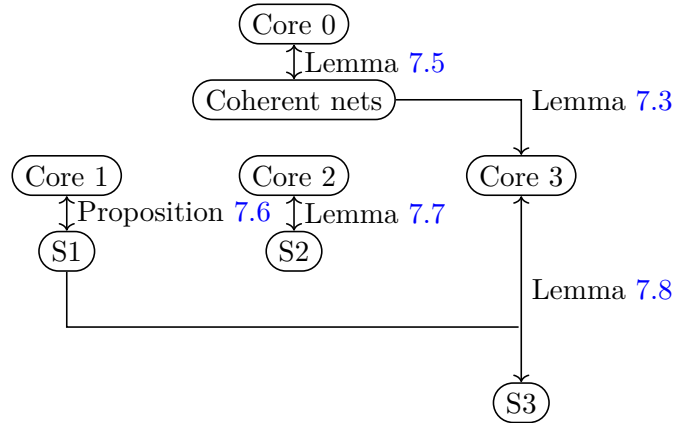 Core 0
Lemma 7.5
Coherent nets
Lemma 7.3
Core 1
Core 2
Core 3
Proposition 7.6
Lemma 7.7
S1
S2
Lemma 7.8
S3